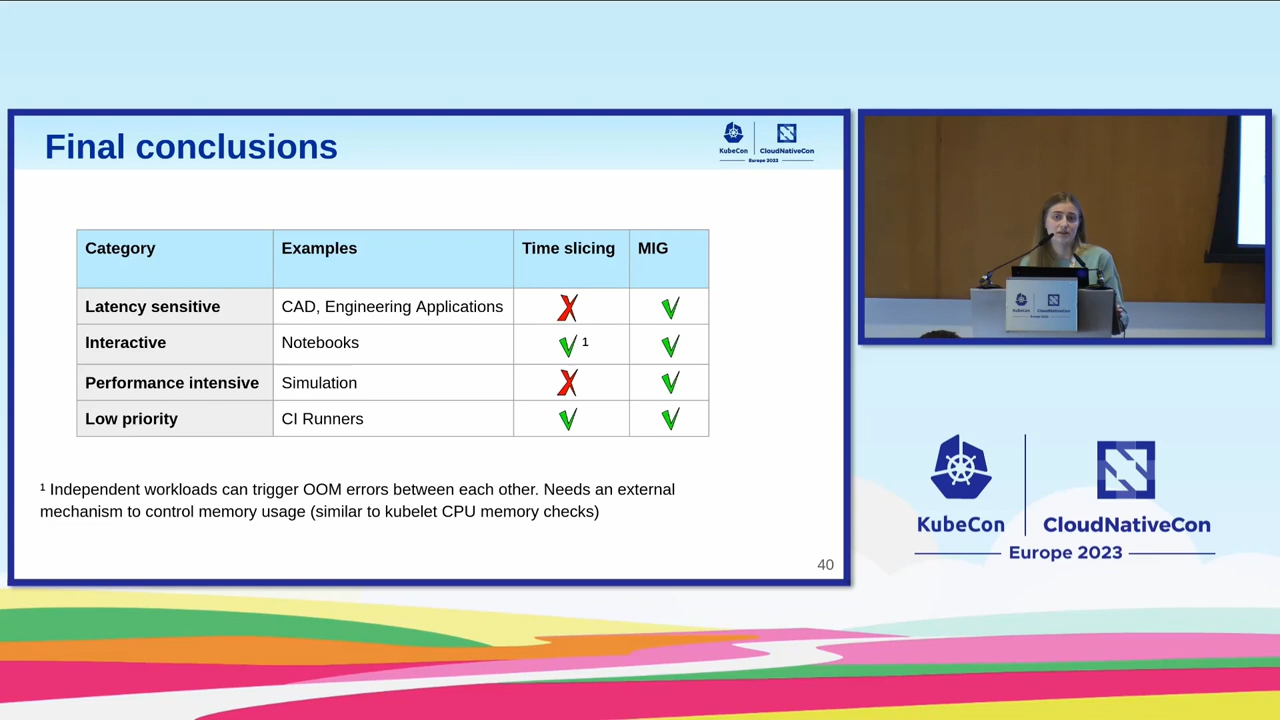 Final conclusions
KubeCon CloudNativeCon
Europe 2023
Category Examples Time slicing MIG
Latency sensitive CAD, Engineering Applications
Interactive Notebooks 1
Performance intensive Simulation
Low priority CI Runners
¹ Independent workloads can trigger OOM errors between each other. Needs an external
mechanism to control memory usage (similar to kubelet CPU memory checks)
40
KubeCon CloudNativeCon
Europe 2023